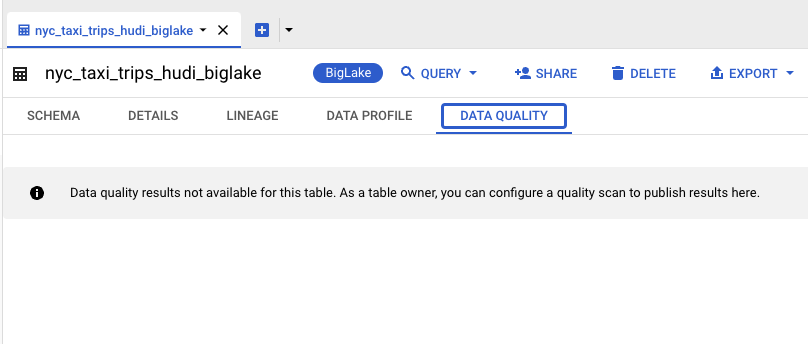 nyc_taxi_trips_hudi_biglake
nyc_taxi_trips_hudi_biglake BigLake QUERY SHARE DELETE EXPORT
SCHEMA DETAILS LINEAGE DATA PROFILE DATA QUALITY
Data quality results not available for this table. As a table owner, you can configure a quality scan to publish results here.